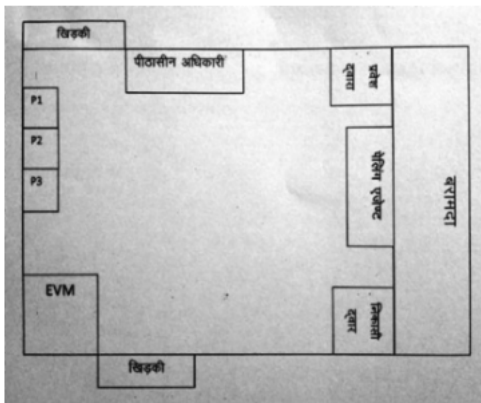 खिड़की
पीठासीन अधिकारी
प्रवेश
द्वारा
P1
P2
P3
पोलिंग एजेण्ट
बरामदा
EVM
निकासी
द्वार
खिड़की